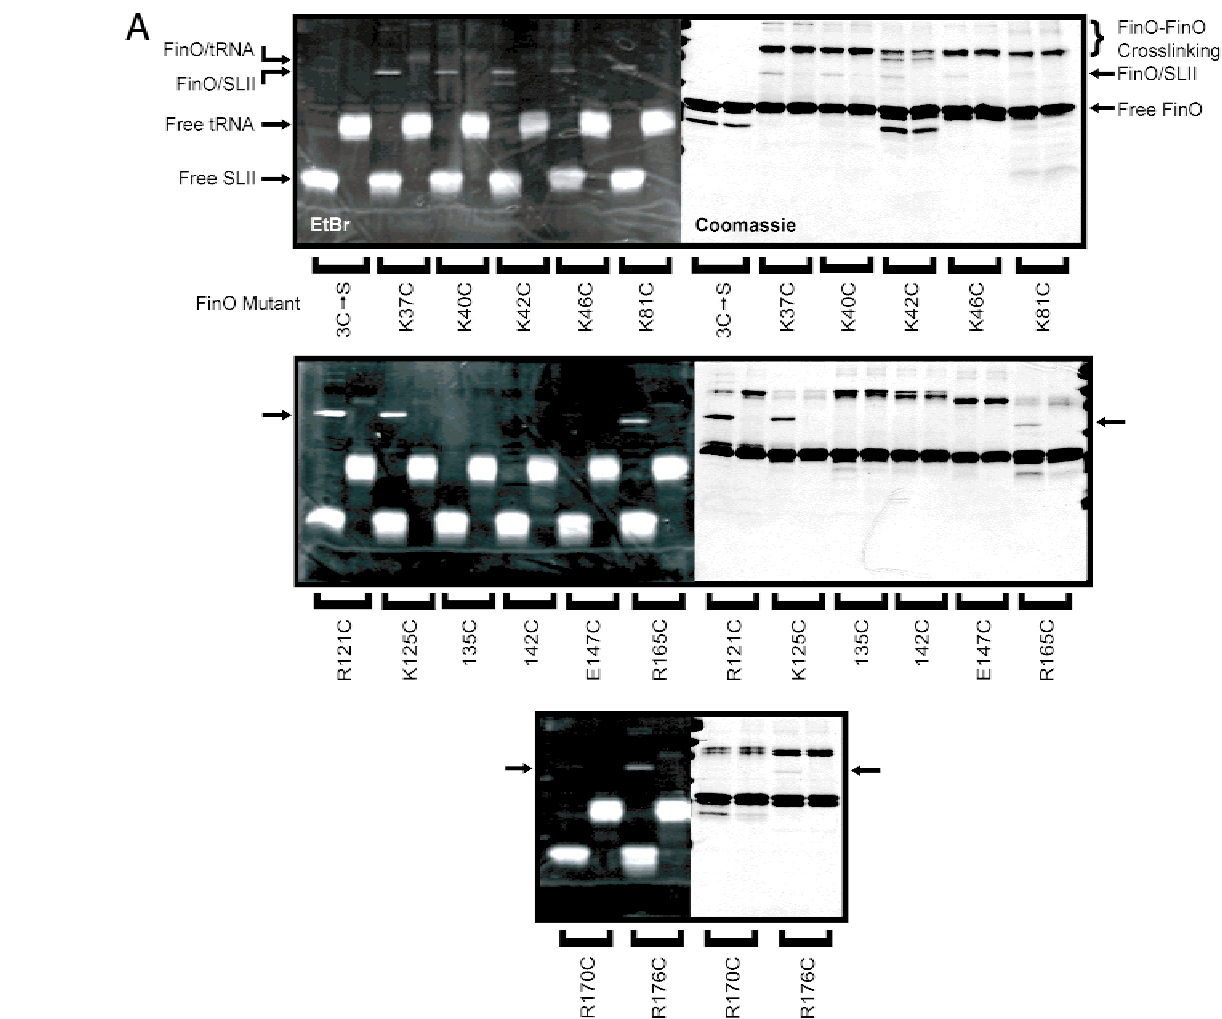 A
FinO/tRNA
FinO/SLII
Free tRNA
Free SLII
FinO-FinO
Crosslinking
FinO/SLII
Free FinO
EtBr
Coomassie
FinO Mutant
3C→S K37C K40C K42C K46C K81C 3C→S K37C K40C K42C K46C K81C
R121C K125C 135C 142C E147C R165C R121C K125C 135C 142C E147C R165C
R170C R176C R170C R176C